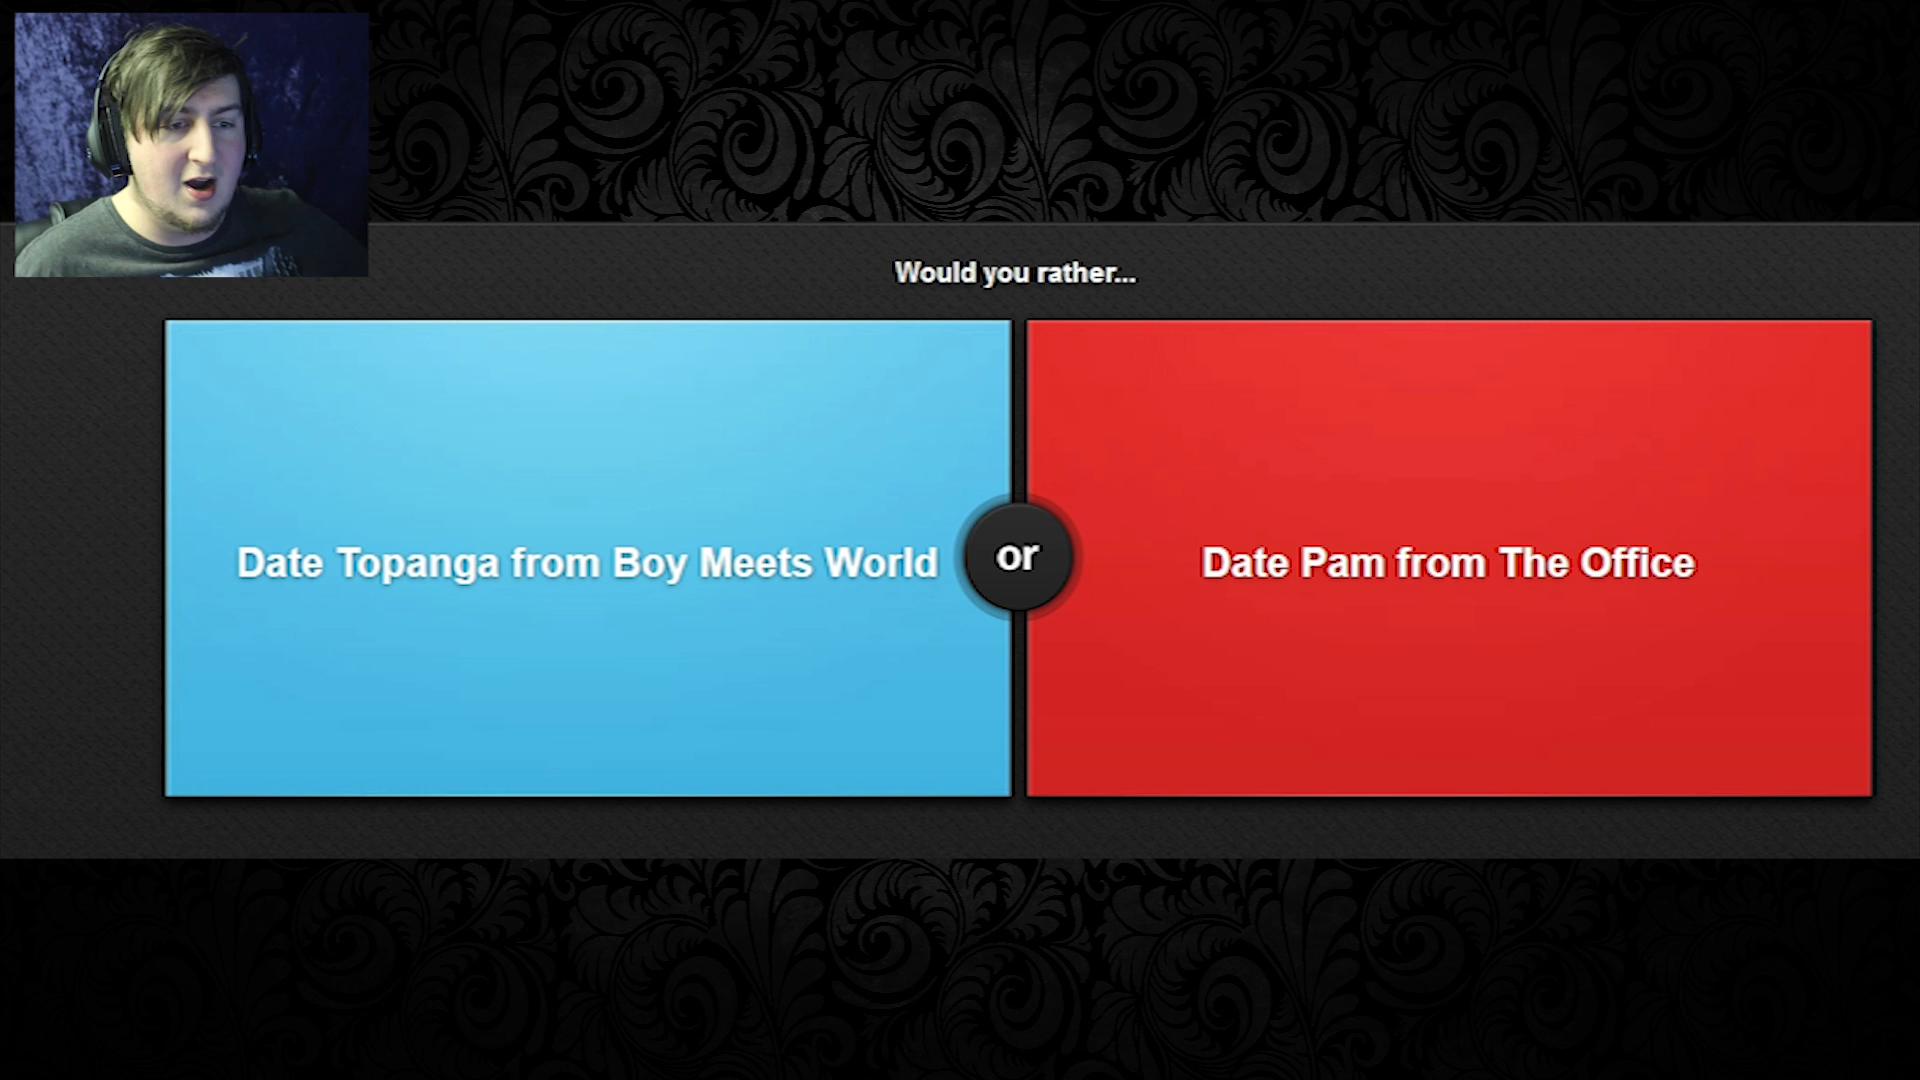 Would you rather...
Date Topanga from Boy Meets World
or
Date Pam from The Office